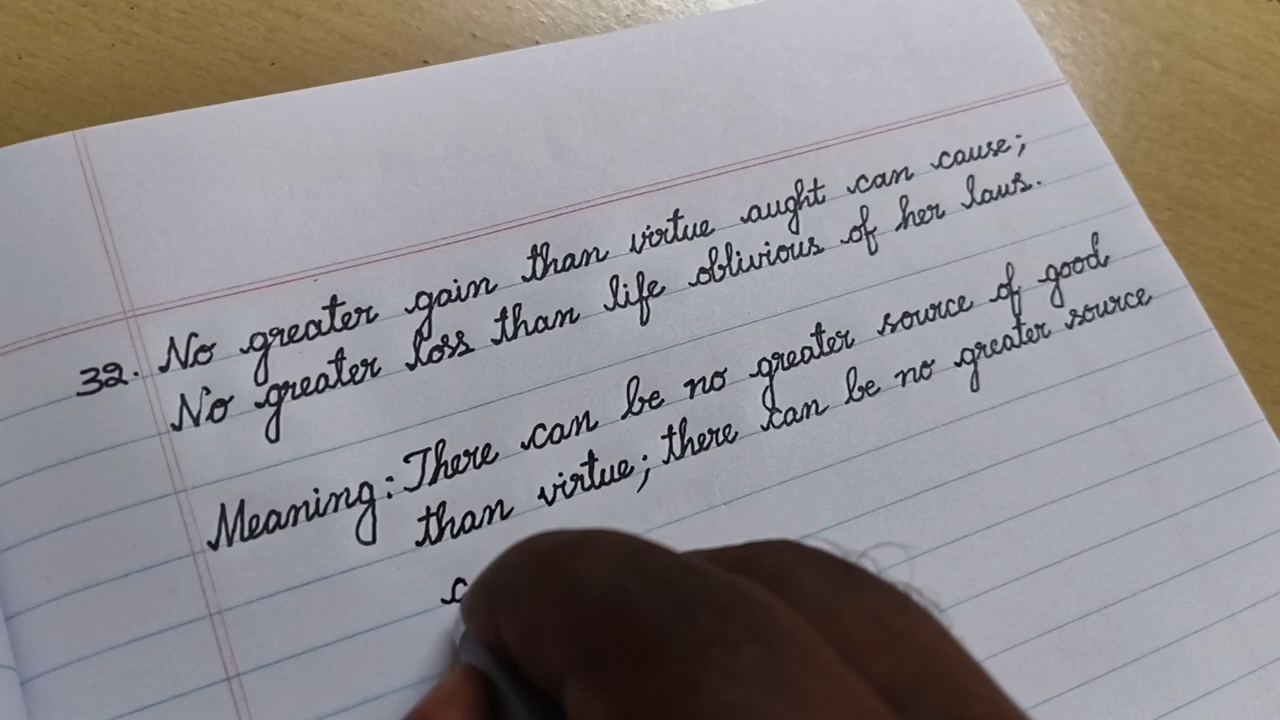 32. No greater gain than virtue aught can cause;
No greater loss than life oblivious of her laws.
Meaning: There can be no greater source of good
than virtue; there can be no greater source